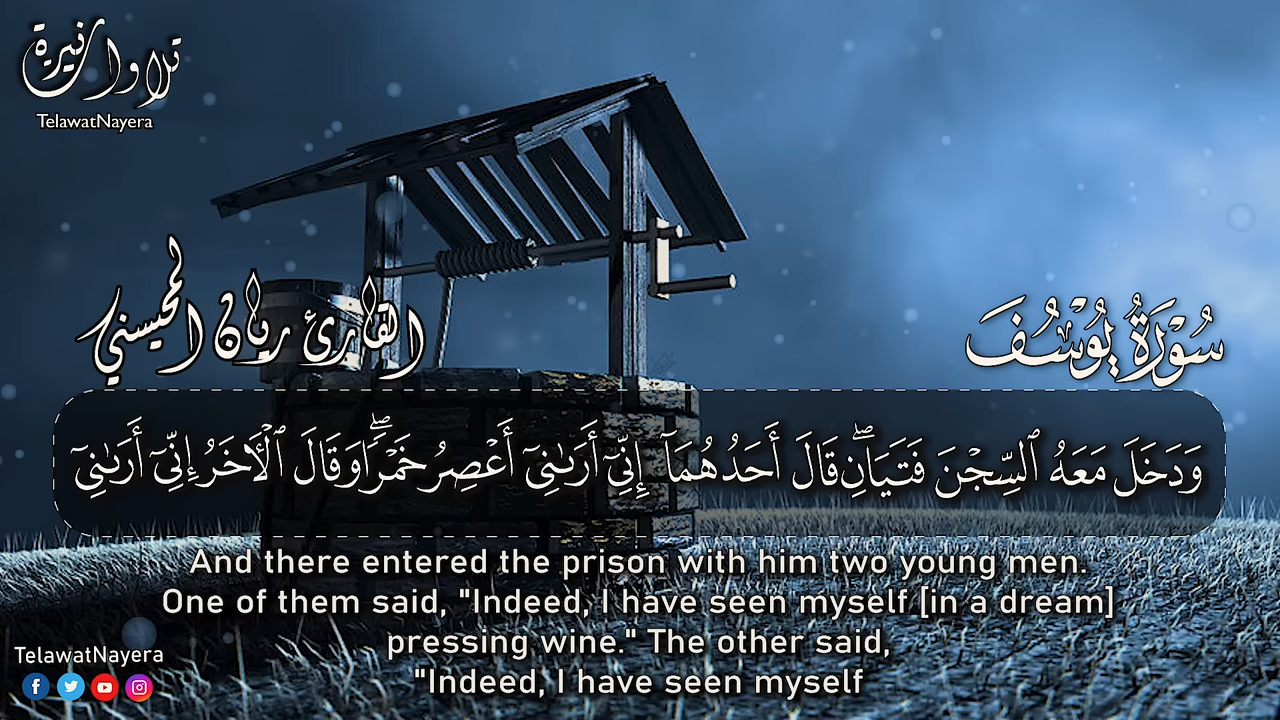 تلاوات نيرة
TelawatNayera
القارئ ريان المحيسني
سُورَةُ يُوسُفَ
وَدَخَلَ مَعَهُ ٱلسِّجْنَ فَتَيَانِۖ قَالَ أَحَدُهُمَآ إِنِّىٓ أَرَىٰنِىٓ أَعْصِرُ خَمْرًاۖ وَقَالَ ٱلْأَخَرُ إِنِّىٓ أَرَىٰنِىٓ
And there entered the prison with him two young men.
One of them said, "Indeed, I have seen myself [in a dream]
pressing wine." The other said,
"Indeed, I have seen myself
TelawatNayera